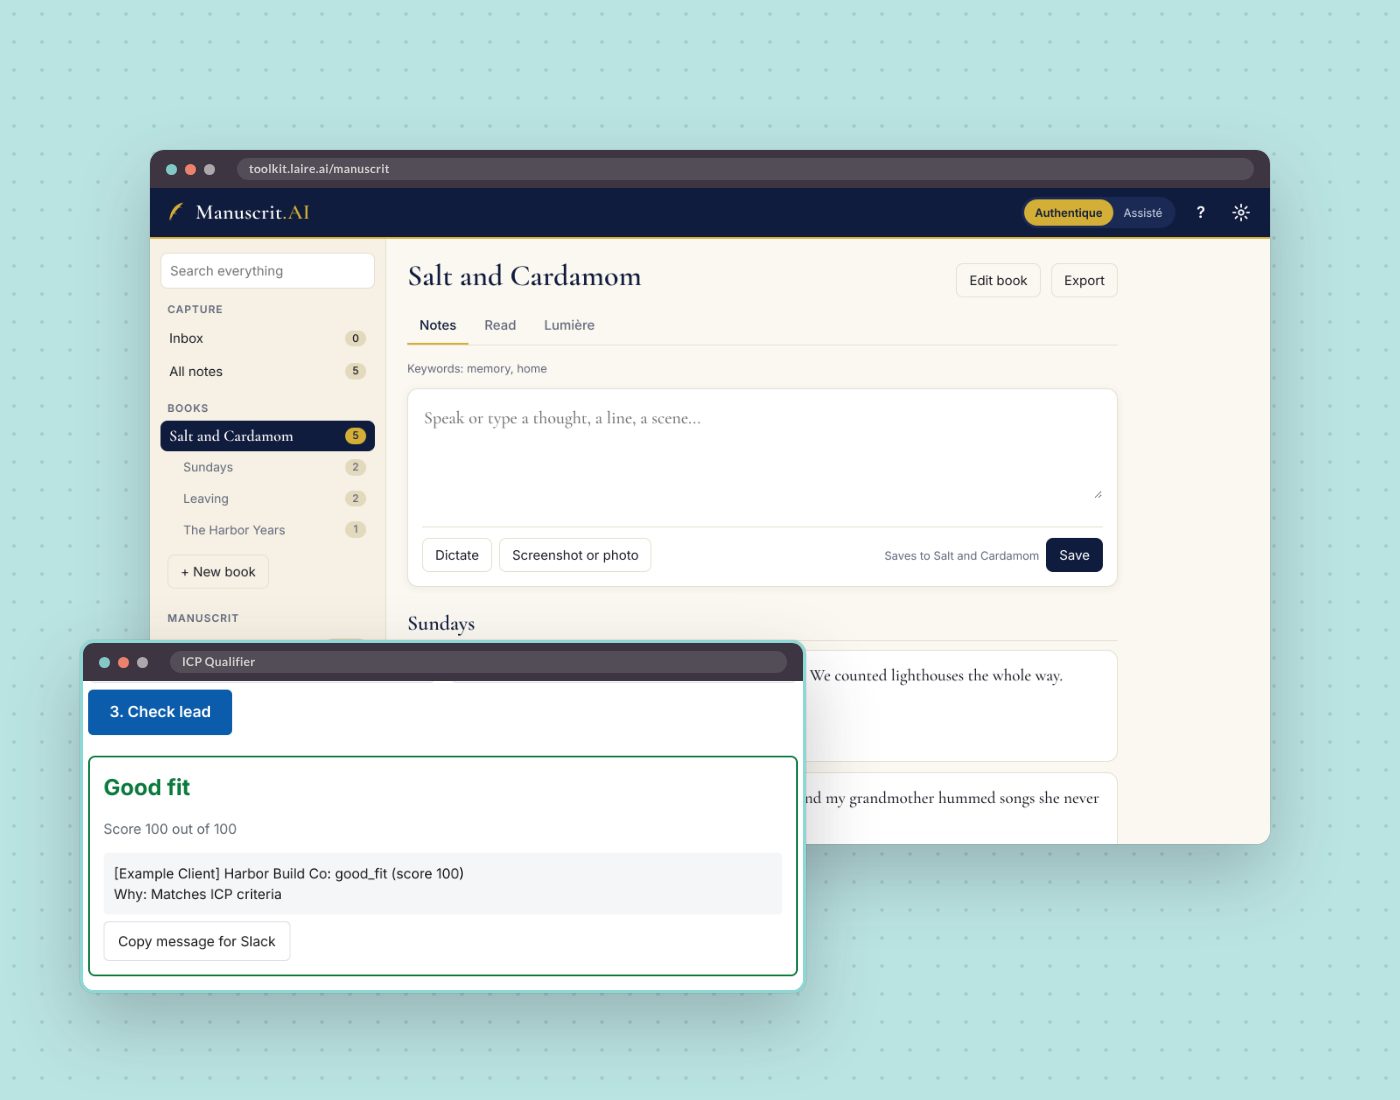 toolkit.laire.ai/manuscrit
Manuscrit.AI
Authentique
Assisté
?
Search everything
CAPTURE
Inbox 0
All notes 5
BOOKS
Salt and Cardamom 5
Sundays 2
Leaving 2
The Harbor Years 1
+ New book
MANUSCRIT
Salt and Cardamom
Edit book
Export
Notes
Read
Lumière
Keywords: memory, home
Speak or type a thought, a line, a scene...
Dictate
Screenshot or photo
Saves to Salt and Cardamom
Save
Sundays
We counted lighthouses the whole way.
my grandmother hummed songs she never
ICP Qualifier
3. Check lead
Good fit
Score 100 out of 100
[Example Client] Harbor Build Co: good_fit (score 100)
Why: Matches ICP criteria
Copy message for Slack